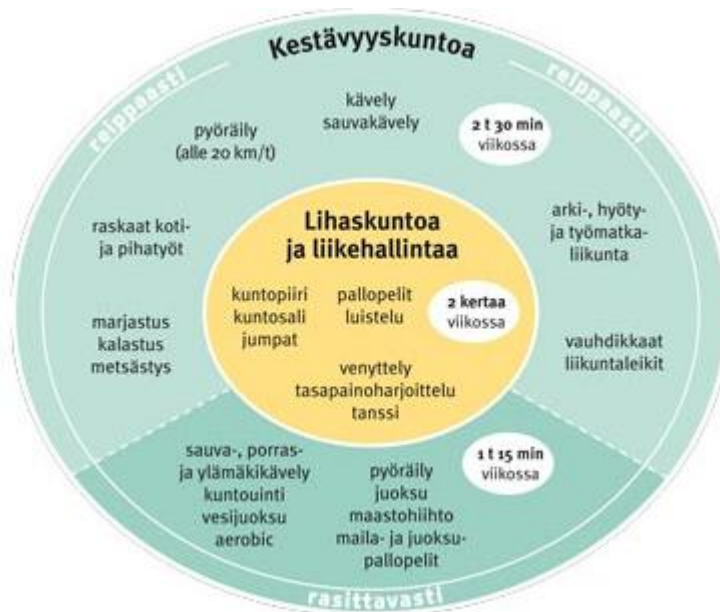 Kestävyyskuntoa
reippaasti
reippaasti
kävely
sauvakävely
2 t 30 min
viikossa
pyöräily
(alle 20 km/t)
raskaat koti-
ja pihatyöt
arki-, hyöty-
ja työmatka-
liikunta
marjastus
kalastus
metsästys
vauhdikkaat
liikuntaleikit
Lihaskuntoa
ja liikehallintaa
kuntopiiri
kuntosali
jumpat
pallopelit
luistelu
2 kertaa
viikossa
venyttely
tasapainoharjoittelu
tanssi
sauva-, porras-
ja ylämäkikävely
kuntouinti
vesijuoksu
aerobic
pyöräily
juoksu
maastohiihto
maila- ja juoksu-
pallopelit
1 t 15 min
viikossa
rasittavasti